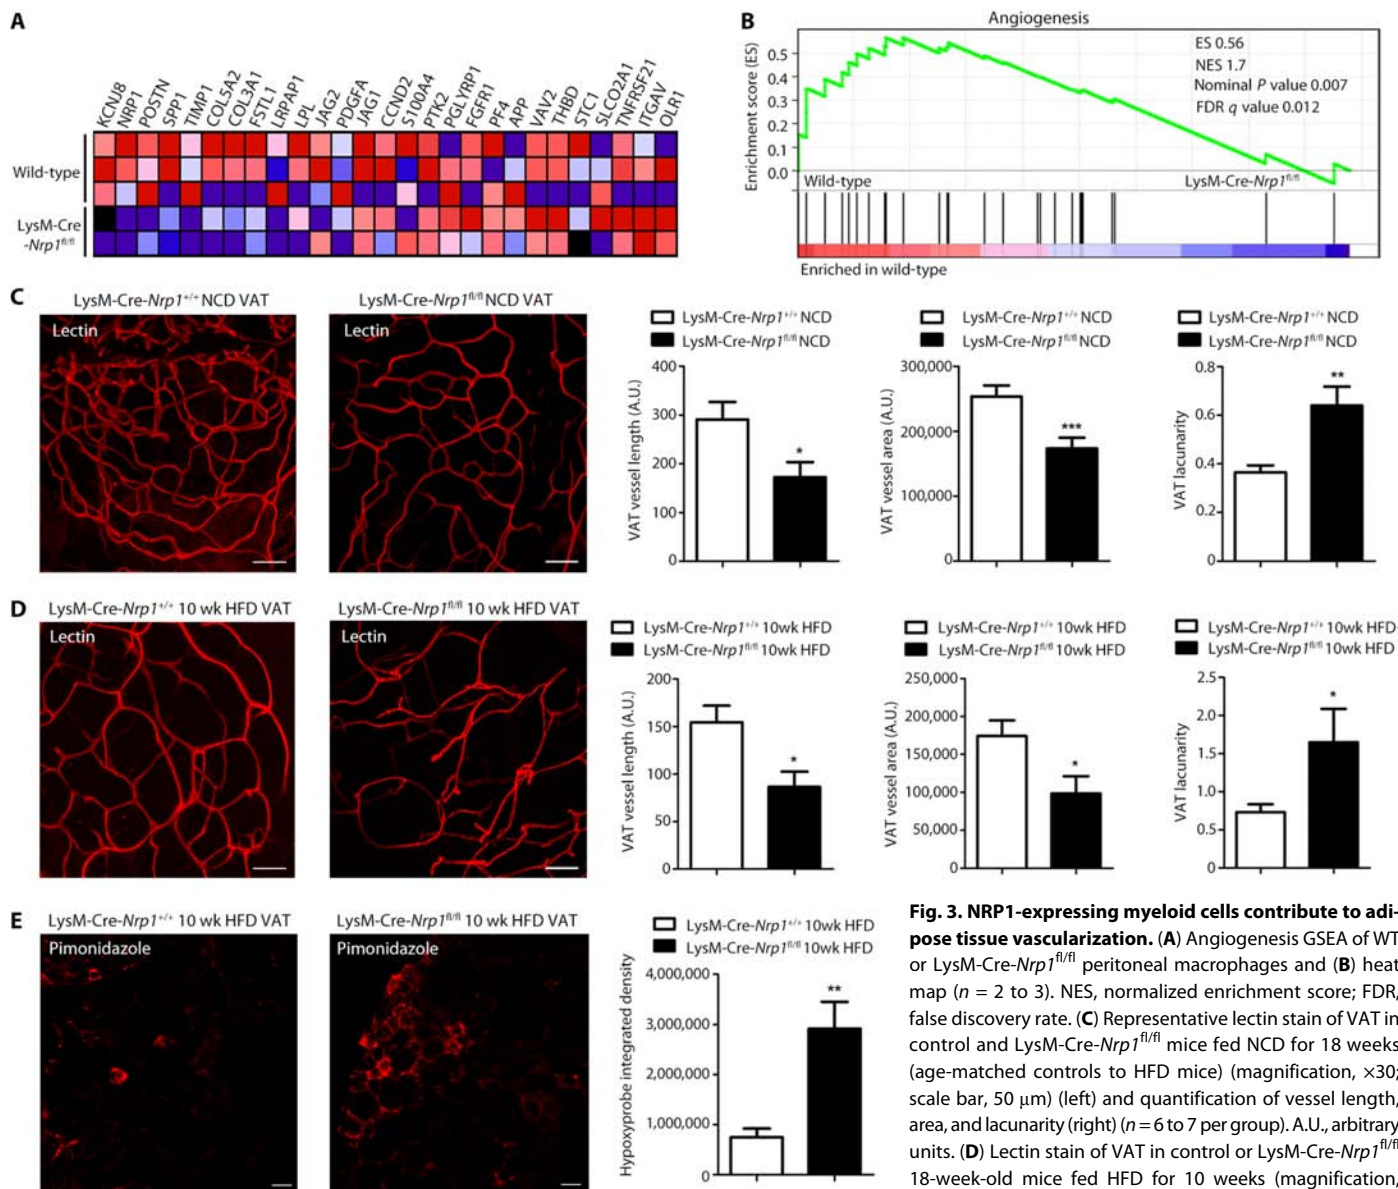 A
KCNJ8
NRP1
POSTN
SPP1
TIMP1
COL5A2
COL3A1
FSTL1
LRPAP1
LPL
JAG2
PDGFA
JAG1
CCND2
S100A4
PTK2
PGLYRP1
FGFR1
PF4
APP
VAV2
THBD
STC1
SLCO2A1
TNFRSF21
ITGAV
OLR1
Wild-type
LysM-Cre
-Nrp1fl/fl
B
Angiogenesis
Enrichment score (ES)
0.5
0.4
0.3
0.2
0.1
0.0
ES 0.56
NES 1.7
Nominal P value 0.007
FDR q value 0.012
Wild-type
LysM-Cre-Nrp1fl/fl
Enriched in wild-type
C
LysM-Cre-Nrp1+/+ NCD VAT
Lectin
LysM-Cre-Nrp1fl/fl NCD VAT
Lectin
LysM-Cre-Nrp1+/+ NCD
LysM-Cre-Nrp1fl/fl NCD
VAT vessel length (A.U.)
400
300
200
100
0
*
LysM-Cre-Nrp1+/+ NCD
LysM-Cre-Nrp1fl/fl NCD
VAT vessel area (A.U.)
300,000
200,000
100,000
0
***
LysM-Cre-Nrp1+/+ NCD
LysM-Cre-Nrp1fl/fl NCD
VAT lacunarity
0.8
0.6
0.4
0.2
0
**
D
LysM-Cre-Nrp1+/+ 10 wk HFD VAT
Lectin
LysM-Cre-Nrp1fl/fl 10 wk HFD VAT
Lectin
LysM-Cre-Nrp1+/+ 10wk HFD
LysM-Cre-Nrp1fl/fl 10wk HFD
VAT vessel length (A.U.)
200
150
100
50
0
*
LysM-Cre-Nrp1+/+ 10wk HFD
LysM-Cre-Nrp1fl/fl 10wk HFD
VAT vessel area (A.U.)
250,000
200,000
150,000
100,000
50,000
0
*
LysM-Cre-Nrp1+/+ 10wk HFD
LysM-Cre-Nrp1fl/fl 10wk HFD
VAT lacunarity
2.5
2.0
1.5
1.0
0.5
0
*
E
LysM-Cre-Nrp1+/+ 10 wk HFD VAT
Pimonidazole
LysM-Cre-Nrp1fl/fl 10 wk HFD VAT
Pimonidazole
LysM-Cre-Nrp1+/+ 10wk HFD
LysM-Cre-Nrp1fl/fl 10wk HFD
Hypoxyprobe integrated density
4,000,000
3,000,000
2,000,000
1,000,000
0
**
Fig. 3. NRP1-expressing myeloid cells contribute to adi-
pose tissue vascularization. (A) Angiogenesis GSEA of WT
or LysM-Cre-Nrp1fl/fl peritoneal macrophages and (B) heat
map (n = 2 to 3). NES, normalized enrichment score; FDR,
false discovery rate. (C) Representative lectin stain of VAT in
control and LysM-Cre-Nrp1fl/fl mice fed NCD for 18 weeks
(age-matched controls to HFD mice) (magnification, ×30;
scale bar, 50 μm) (left) and quantification of vessel length,
area, and lacunarity (right) (n = 6 to 7 per group). A.U., arbitrary
units. (D) Lectin stain of VAT in control or LysM-Cre-Nrp1fl/fl
18-week-old mice fed HFD for 10 weeks (magnification,